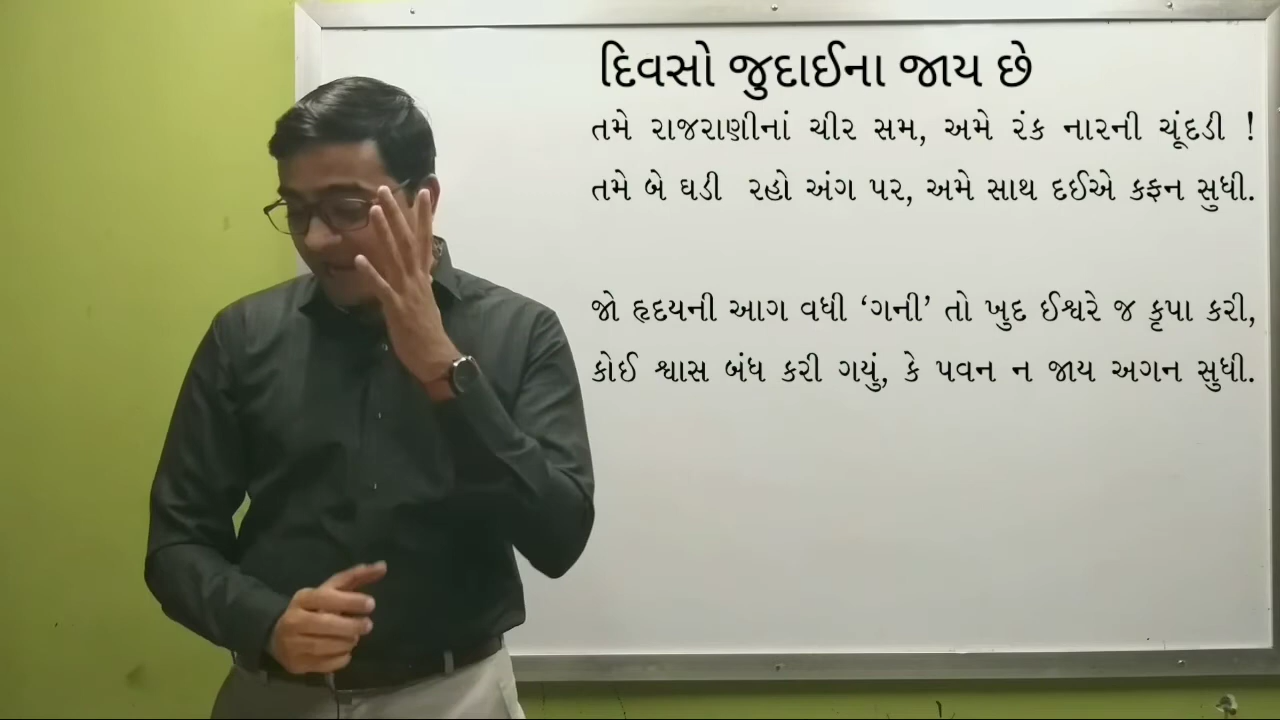 દિવસો જુદાઈના જાય છે
તમે રાજરાણીનાં ચીર સમ, અમે રંક નારની ચૂંદડી !
તમે બે ઘડી રહો અંગ પર, અમે સાથ દઈએ કફન સુધી.
જો હૃદયની આગ વધી ‘ગની’ તો ખુદ ઈશ્વરે જ કૃપા કરી,
કોઈ શ્વાસ બંધ કરી ગયું, કે પવન ન જાય અગન સુધી.